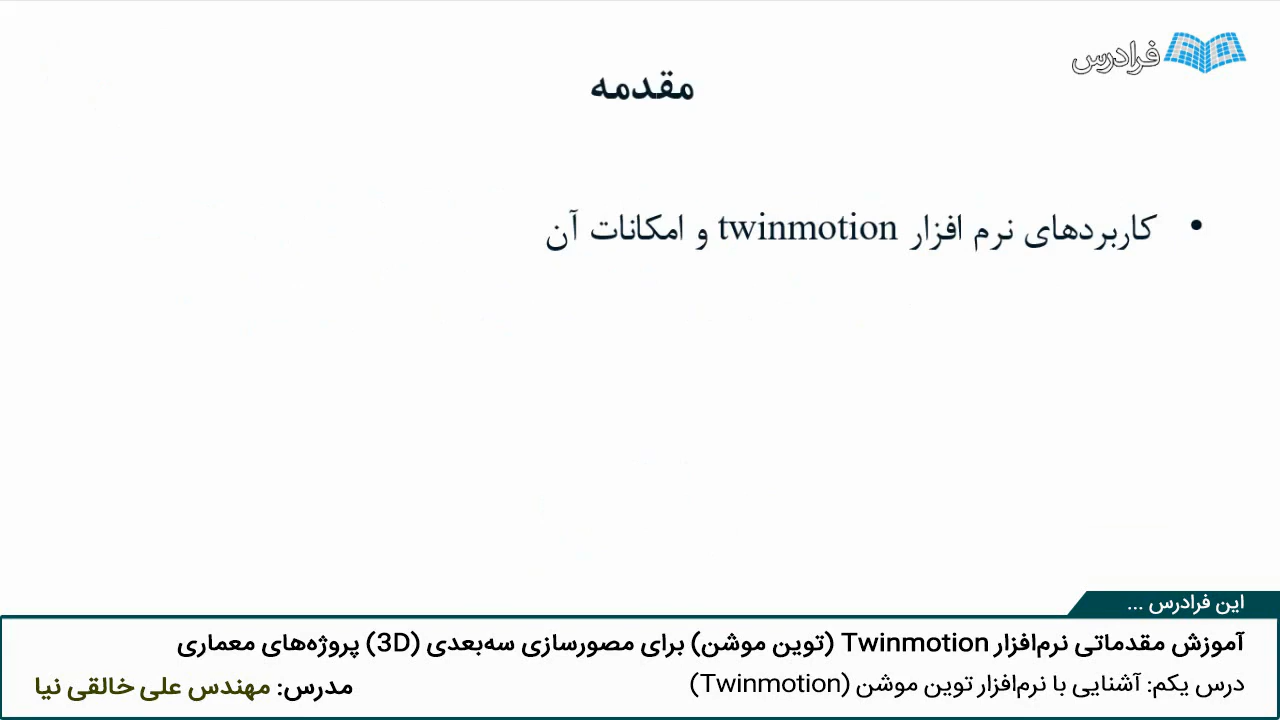 فرادرس
مقدمه
• کاربردهای نرم افزار twinmotion و امکانات آن
این فرادرس ...
آموزش مقدماتی نرم‌افزار Twinmotion (توین موشن) برای مصورسازی سه‌بعدی (3D) پروژه‌های معماری
درس یکم: آشنایی با نرم‌افزار توین موشن (Twinmotion)
مدرس: مهندس علی خالقی نیا